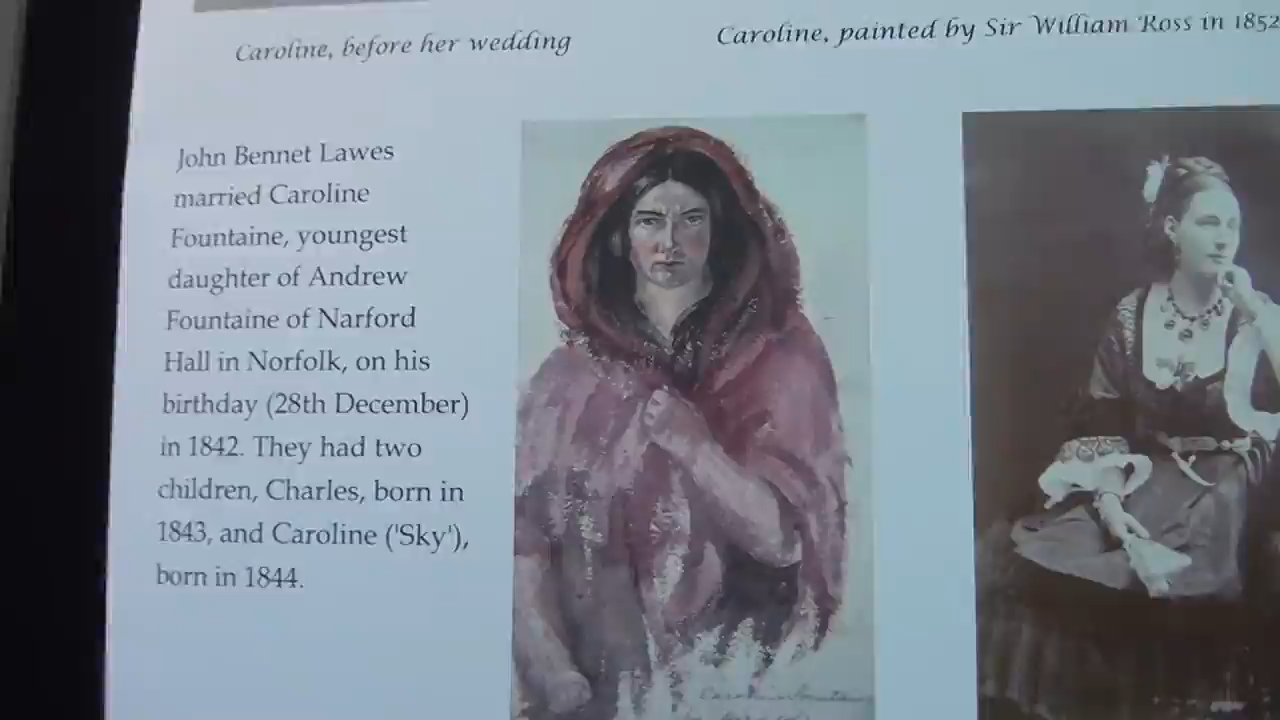 Caroline, before her wedding
Caroline, painted by Sir William Ross in 1852
John Bennet Lawes
married Caroline
Fountaine, youngest
daughter of Andrew
Fountaine of Narford
Hall in Norfolk, on his
birthday (28th December)
in 1842. They had two
children, Charles, born in
1843, and Caroline ('Sky'),
born in 1844.